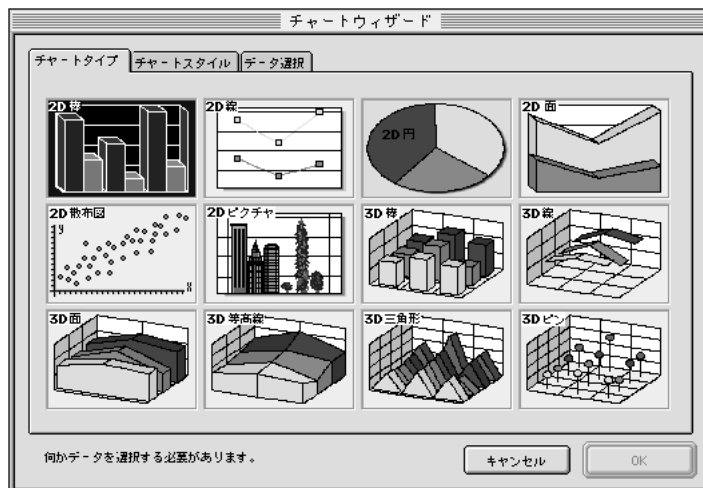 チャートウィザード
チャートタイプ チャートスタイル データ選択
2D 棒 2D 線 2D 円 2D 面
2D 散布図 2D ピクチャ 3D 棒 3D 線
y
x
3D 面 3D 等高線 3D 三角形 3D ピン
何かデータを選択する必要があります。
キャンセル OK